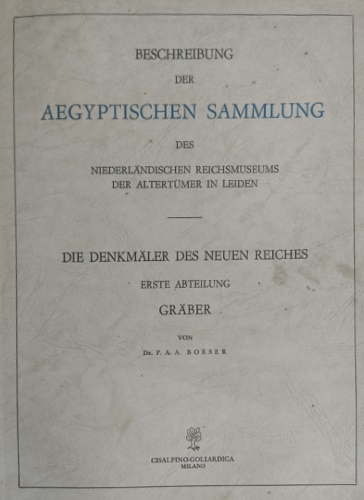 BESCHREIBUNG
DER
AEGYPTISCHEN SAMMLUNG
DES
NIEDERLÄNDISCHEN REICHSMUSEUMS
DER ALTERTÜMER IN LEIDEN
DIE DENKMÄLER DES NEUEN REICHES
ERSTE ABTEILUNG
GRÄBER
VON
DR. P. A. A. BOESER
CISALPINO-GOLIARDICA
MILANO